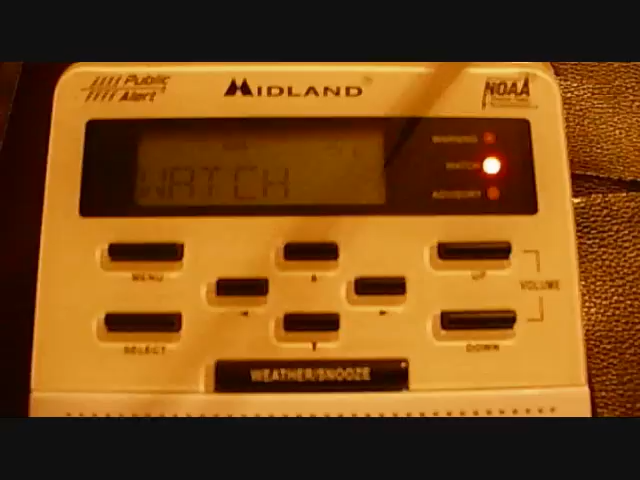 Public
Alert
MIDLAND
NOAA
WARNING
WATCH
WATCH
ADVISORY
MENU
UP
VOLUME
SELECT
DOWN
WEATHER/SNOOZE